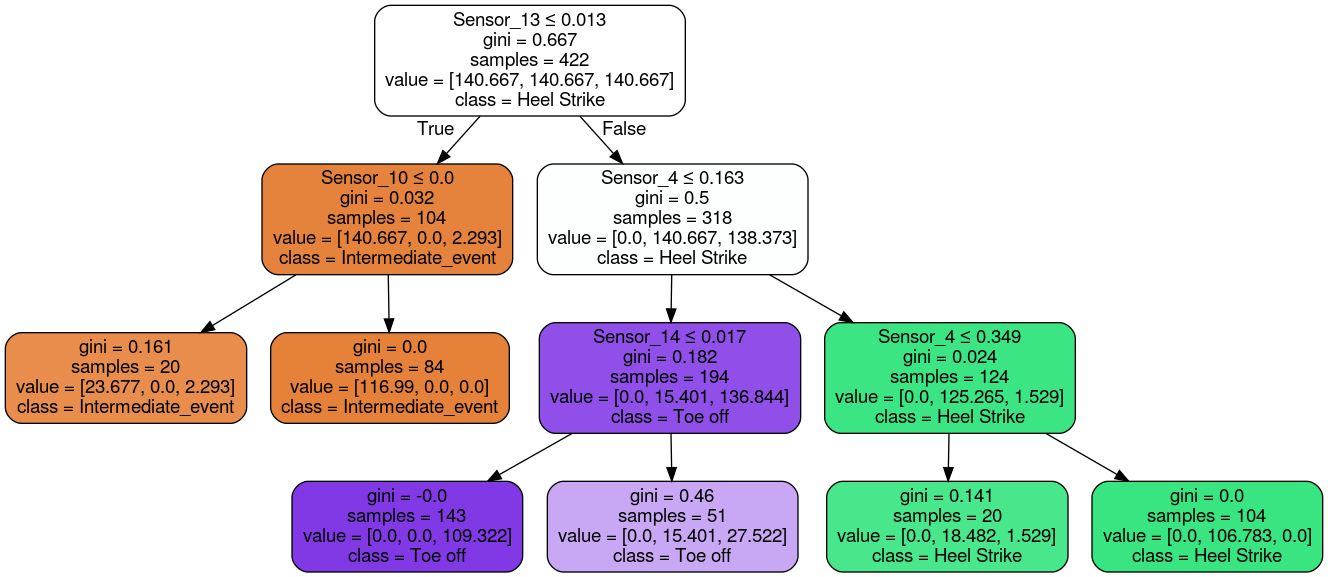 Sensor_13 ≤ 0.013
gini = 0.667
samples = 422
value = [140.667, 140.667, 140.667]
class = Heel Strike
True
False
Sensor_10 ≤ 0.0
gini = 0.032
samples = 104
value = [140.667, 0.0, 2.293]
class = Intermediate_event
Sensor_4 ≤ 0.163
gini = 0.5
samples = 318
value = [0.0, 140.667, 138.373]
class = Heel Strike
gini = 0.161
samples = 20
value = [23.677, 0.0, 2.293]
class = Intermediate_event
gini = 0.0
samples = 84
value = [116.99, 0.0, 0.0]
class = Intermediate_event
Sensor_14 ≤ 0.017
gini = 0.182
samples = 194
value = [0.0, 15.401, 136.844]
class = Toe off
Sensor_4 ≤ 0.349
gini = 0.024
samples = 124
value = [0.0, 125.265, 1.529]
class = Heel Strike
gini = -0.0
samples = 143
value = [0.0, 0.0, 109.322]
class = Toe off
gini = 0.46
samples = 51
value = [0.0, 15.401, 27.522]
class = Toe off
gini = 0.141
samples = 20
value = [0.0, 18.482, 1.529]
class = Heel Strike
gini = 0.0
samples = 104
value = [0.0, 106.783, 0.0]
class = Heel Strike